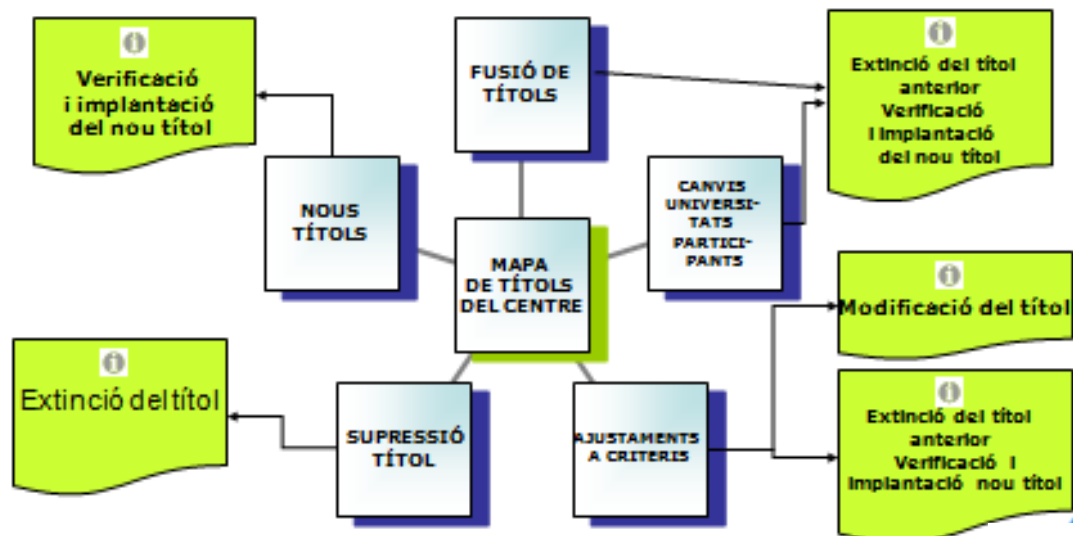 Verificació
i implantació
del nou títol
FUSIÓ DE
TÍTOLS
Extinció del títol
anterior
Verificació
i implantació
del nou títol
NOUS
TÍTOLS
CANVIS
UNIVERSI-
TATS
PARTICI-
PANTS
MAPA
DE TÍTOLS
DEL CENTRE
Modificació del títol
Extinció del títol
SUPRESSIÓ
TÍTOL
AJUSTAMENTS
A CRITERIS
Extinció del títol
anterior
Verificació i
implantació nou títol